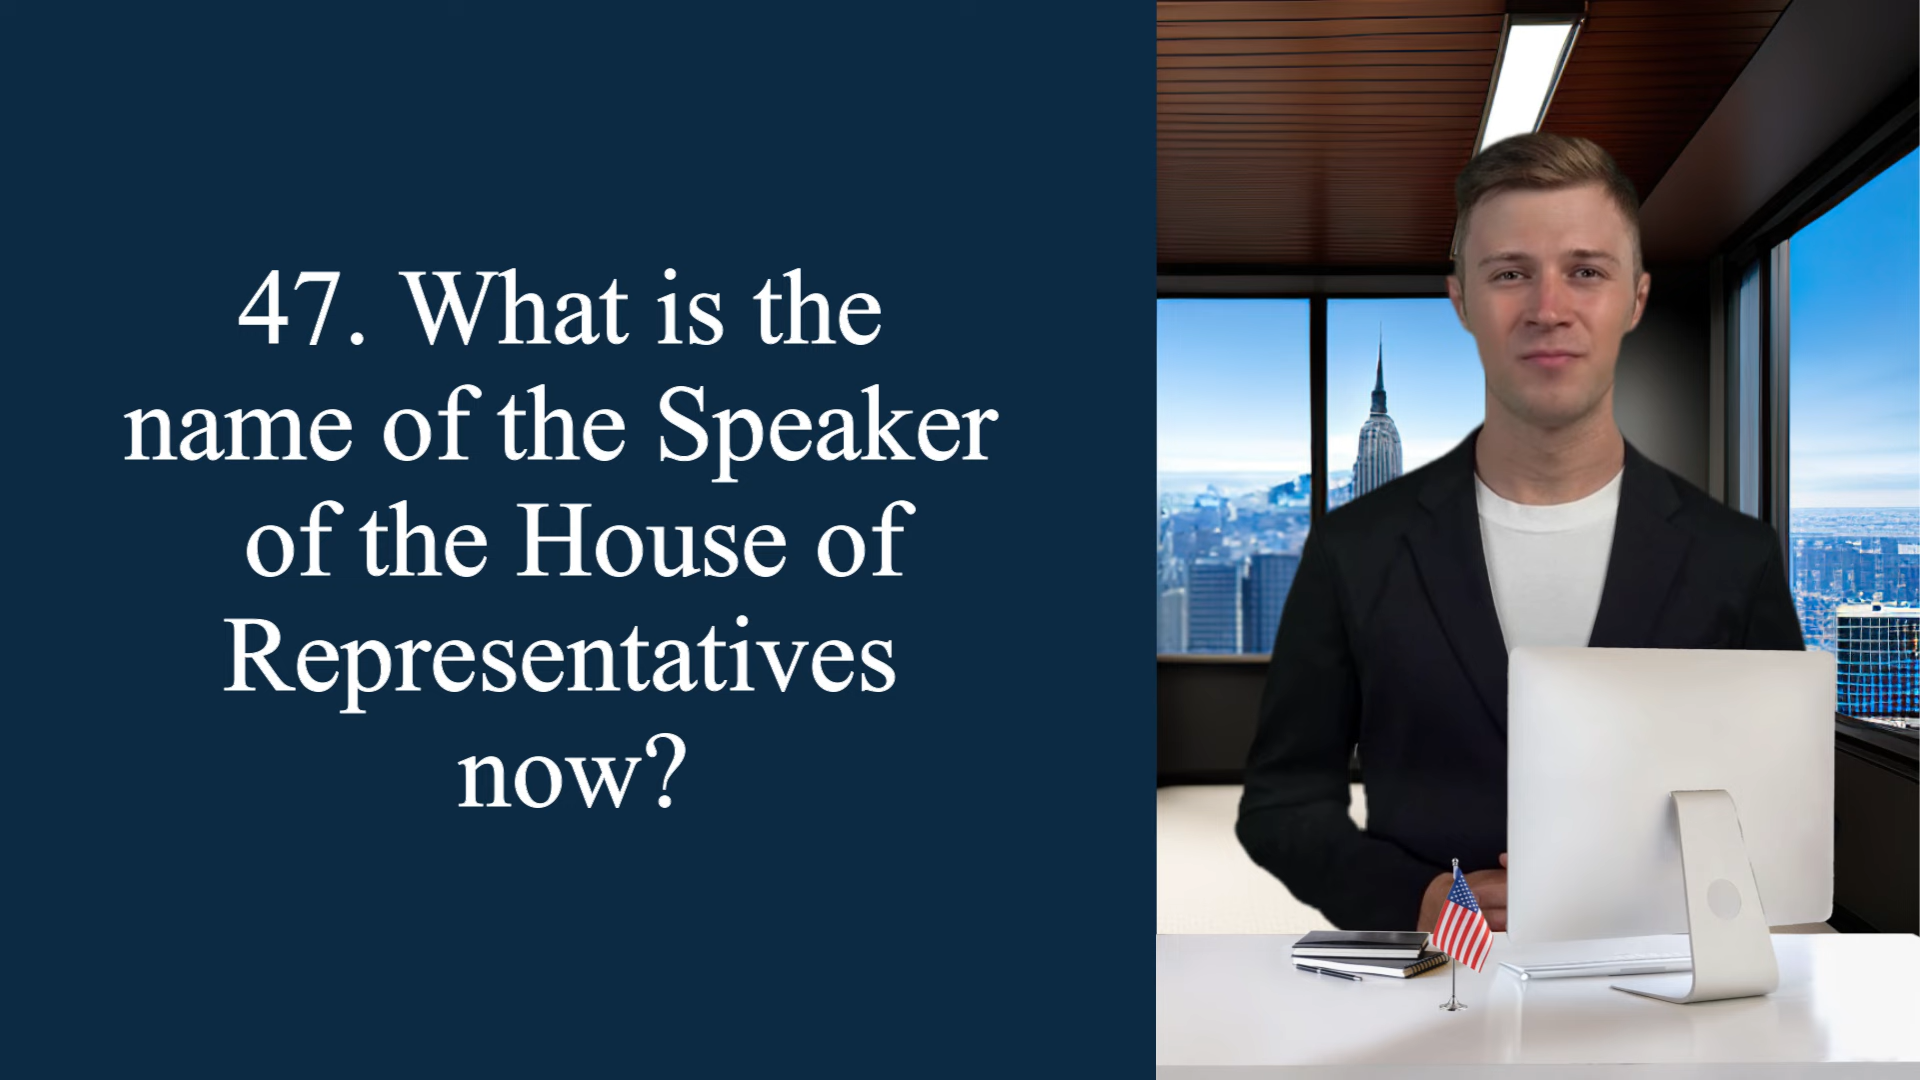 47. What is the
name of the Speaker
of the House of
Representatives
now?